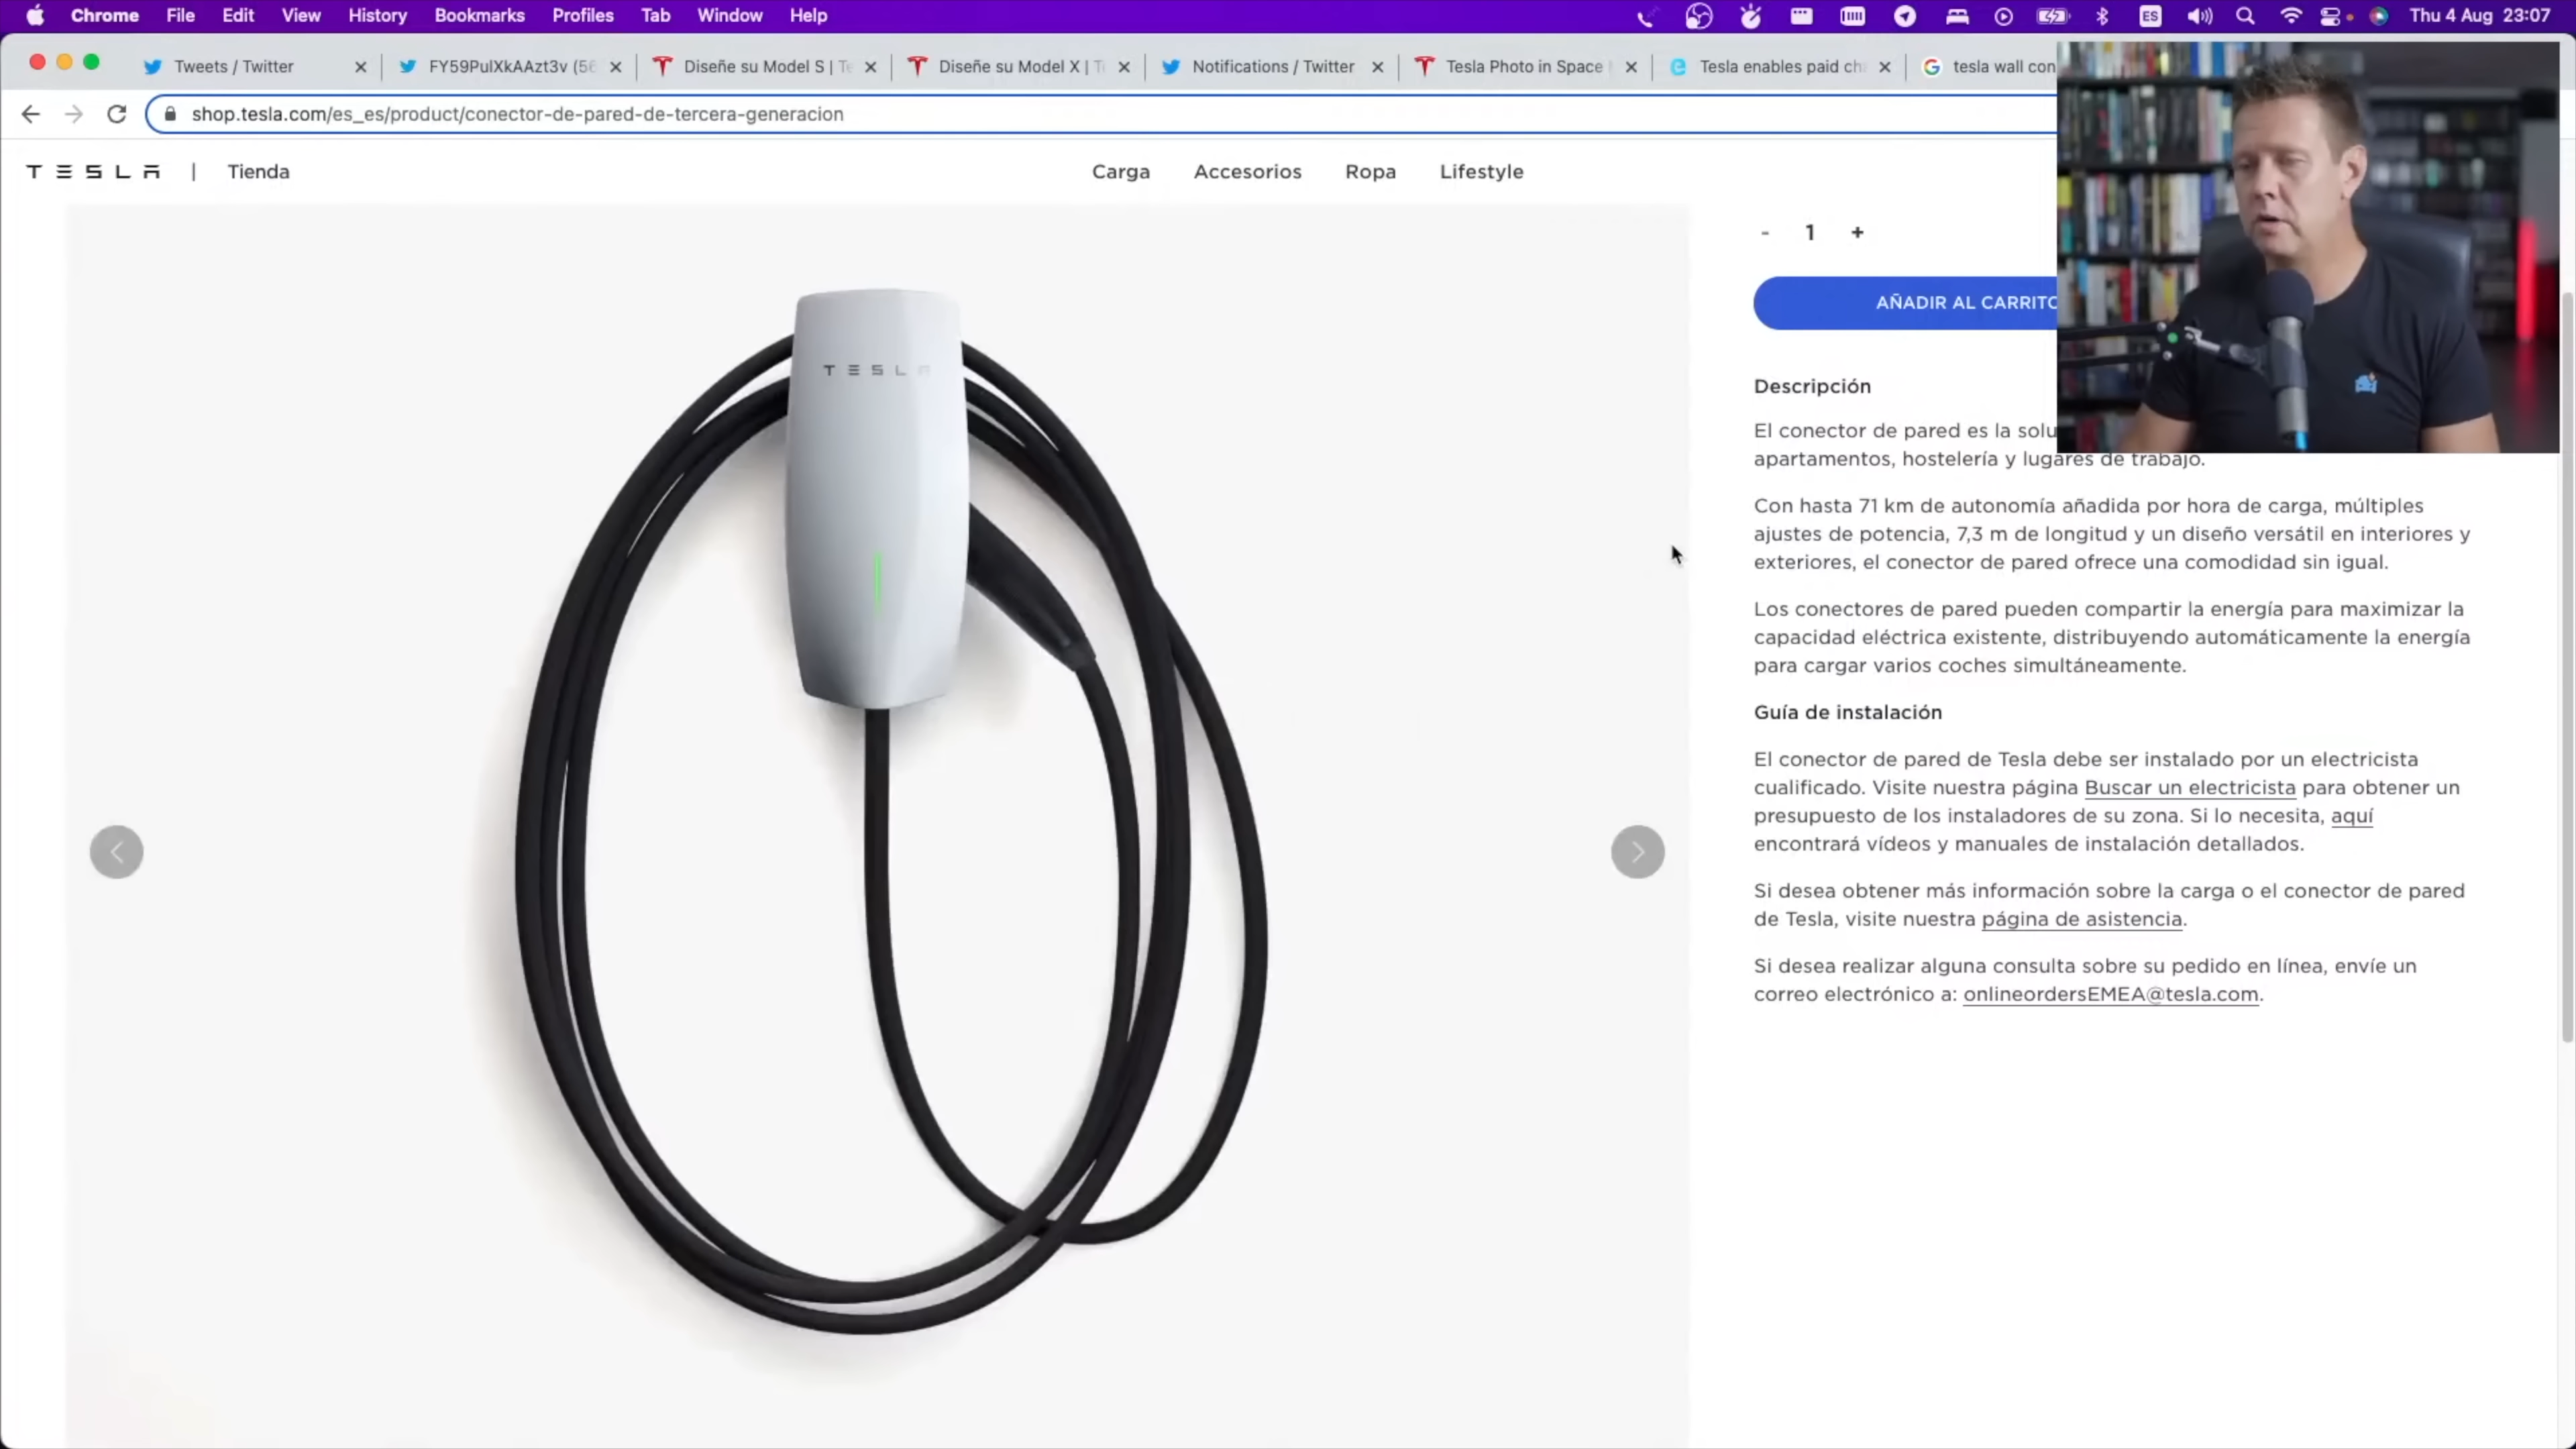 Chrome File Edit View History Bookmarks Profiles Tab Window Help ES Thu 4 Aug 23:07
Tweets / Twitter FY59PulXkAAzt3v (56 Diseñe su Model S | Te Diseñe su Model X | Te Notifications / Twitter Tesla Photo in Space Tesla enables paid ch tesla wall con
shop.tesla.com/es_es/product/conector-de-pared-de-tercera-generacion
TESLA | Tienda Carga Accesorios Ropa Lifestyle
- 1 +
AÑADIR AL CARRITO
TESLA
Descripción
El conector de pared es la solu
apartamentos, hostelería y lugares de trabajo.
Con hasta 71 km de autonomía añadida por hora de carga, múltiples
ajustes de potencia, 7,3 m de longitud y un diseño versátil en interiores y
exteriores, el conector de pared ofrece una comodidad sin igual.
Los conectores de pared pueden compartir la energía para maximizar la
capacidad eléctrica existente, distribuyendo automáticamente la energía
para cargar varios coches simultáneamente.
Guía de instalación
El conector de pared de Tesla debe ser instalado por un electricista
cualificado. Visite nuestra página Buscar un electricista para obtener un
presupuesto de los instaladores de su zona. Si lo necesita, aquí
encontrará vídeos y manuales de instalación detallados.
Si desea obtener más información sobre la carga o el conector de pared
de Tesla, visite nuestra página de asistencia.
Si desea realizar alguna consulta sobre su pedido en línea, envíe un
correo electrónico a: onlineordersEMEA@tesla.com.